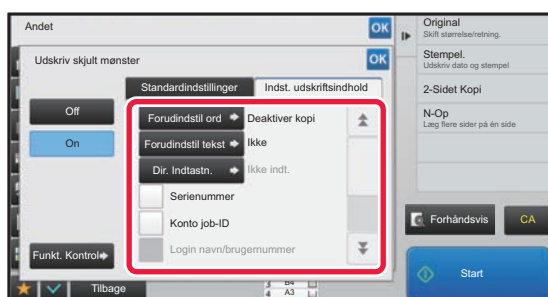 Andet
OK
Udskriv skjult mønster
OK
Standardindstillinger
Indst. udskriftsindhold
Off
On
Forudindstil ord
Deaktiver kopi
Forudindstil tekst
Ikke
Dir. Indtastn.
Ikke indt.
Serienummer
Konto job-ID
Login navn/brugernummer
Funkt. Kontrol
Tilbage
3 B4
4 A3
Original
Skift størrelse/retning.
Stempel.
Udskriv dato og stempel
2-Sidet Kopi
N-Op
Læg flere sider på én side
Forhåndsvis
CA
Start